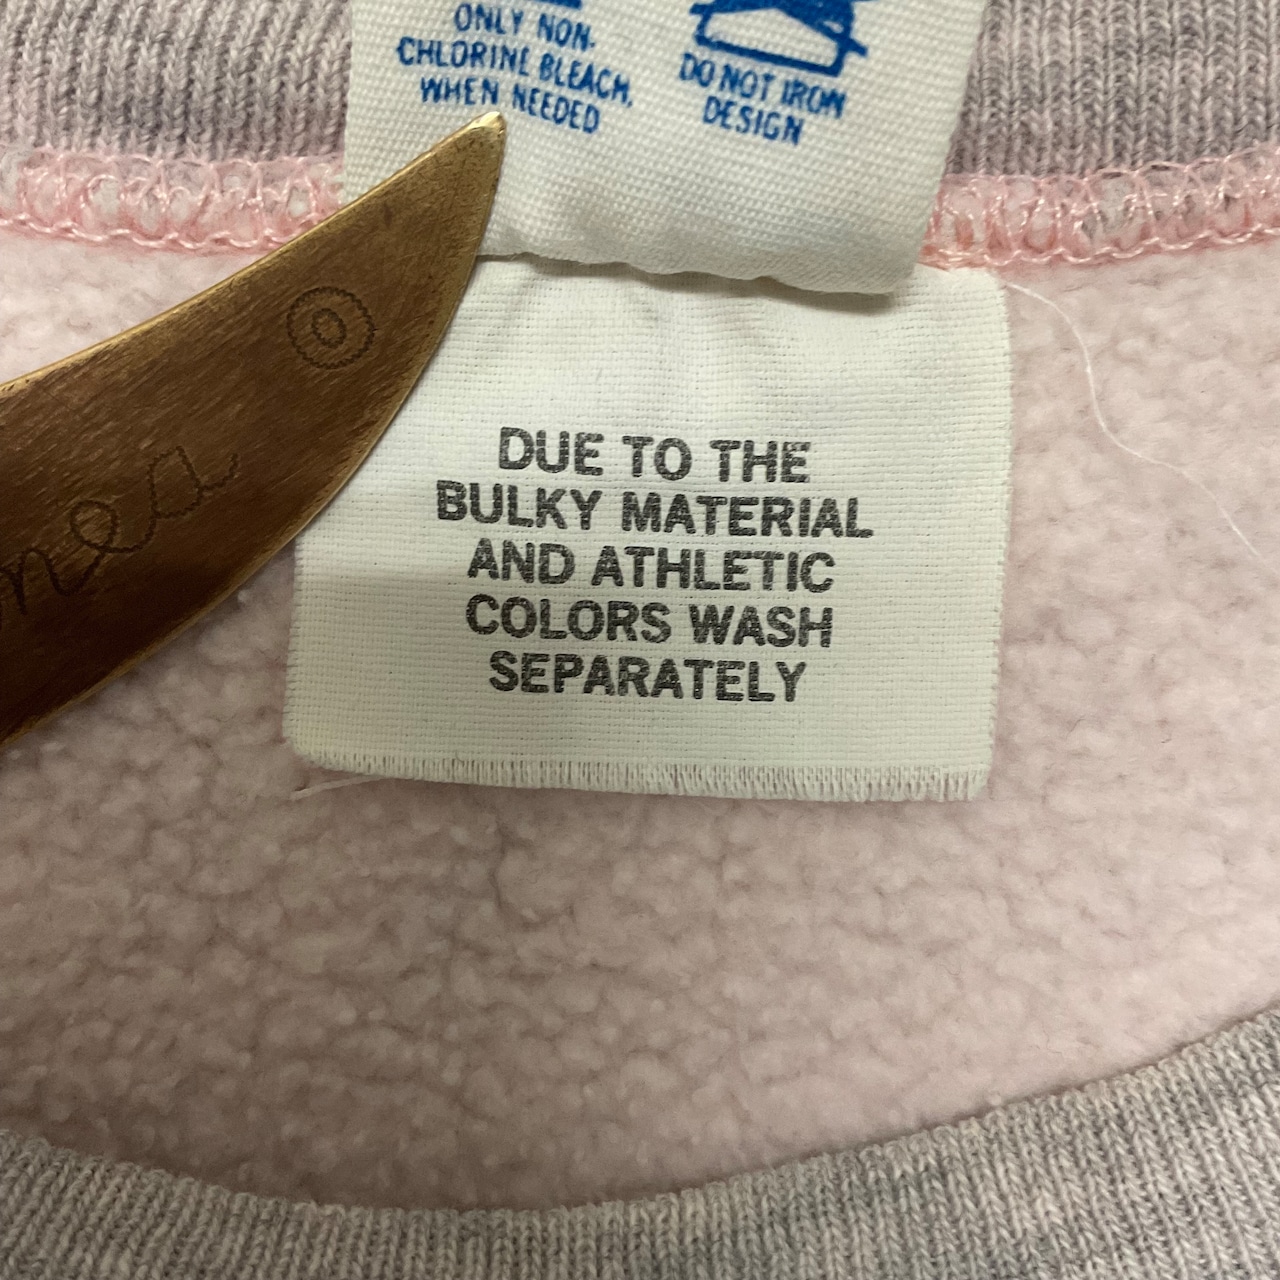 ONLY NON-
CHLORINE BLEACH,
WHEN NEEDED
DO NOT IRON
DESIGN
DUE TO THE
BULKY MATERIAL
AND ATHLETIC
COLORS WASH
SEPARATELY